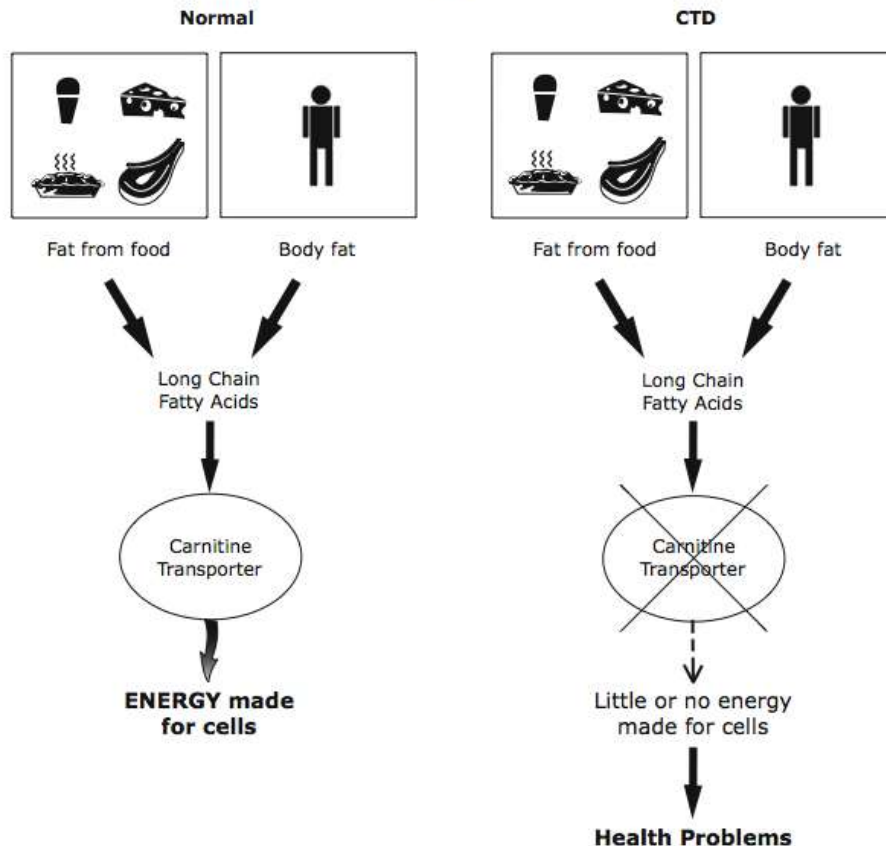 Normal
Fat from food
Body fat
Long Chain
Fatty Acids
Carnitine
Transporter
ENERGY made
for cells
CTD
Fat from food
Body fat
Long Chain
Fatty Acids
Carnitine
Transporter
Little or no energy
made for cells
Health Problems